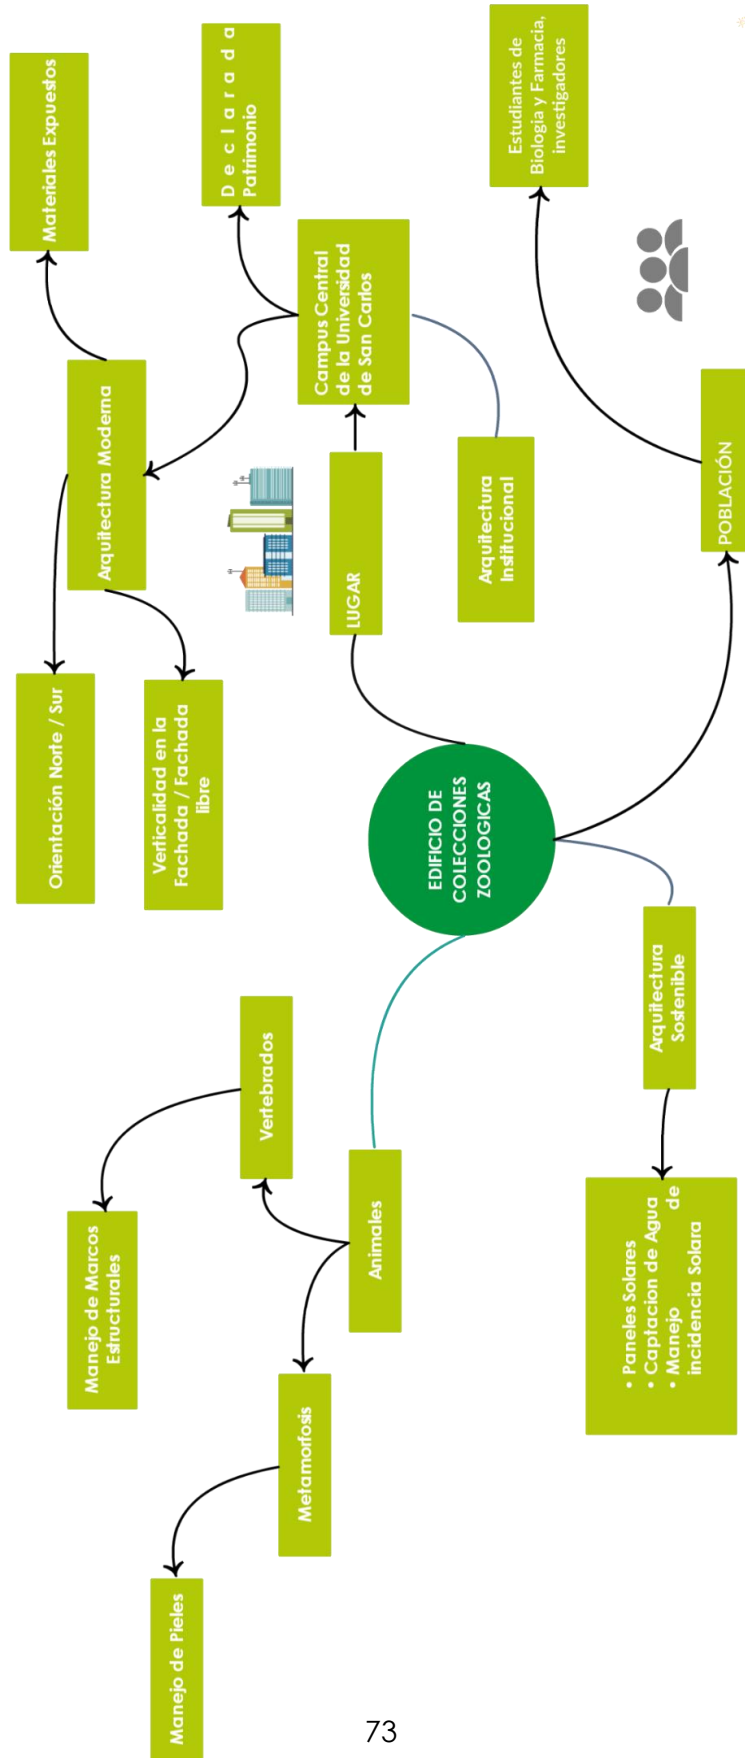 Manejo de Pieles
Metamorfosis
Manejo de Marcos
Estructurales
Vertebrados
Animales
Orientación Norte / Sur
Verticalidad en la
Fachada / Fachada
libre
Arquitectura Moderna
Materiales Expuestos
Declarada
Patrimonio
Campus Central
de la Universidad
de San Carlos
LUGAR
Arquitectura
Institucional
EDIFICIO DE
COLECCIONES
ZOOLOGICAS
Arquitectura
Sostenible
• Paneles Solares
• Captacion de Agua
• Manejo de
incidencia Solara
POBLACIÓN
Estudiantes de
Biologia y Farmacia,
investigadores
73